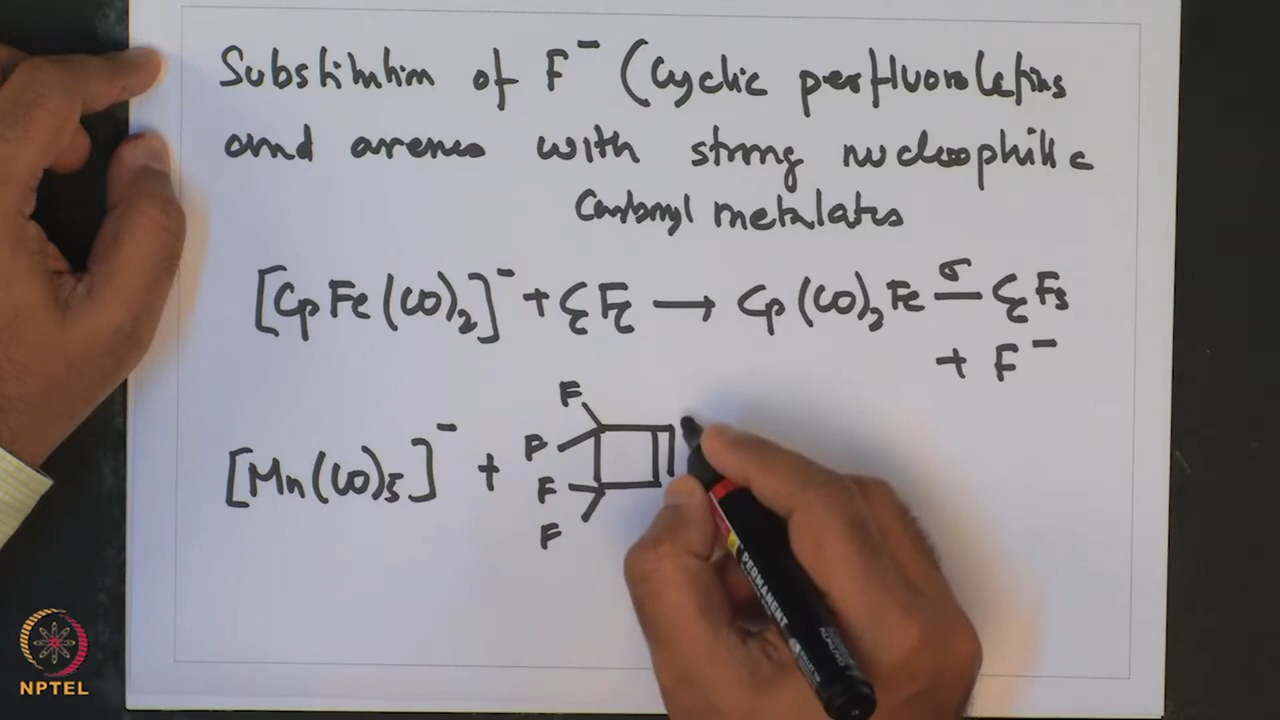 Substitution of F⁻ (Cyclic perfluorolefins
and arenes with strong nucleophilic
Carbonyl metalates
[CpFe(CO)₂]⁻ + C₆F₆ → Cp(CO)₂Fe —σ— C₆F₅
+ F⁻
[Mn(CO)₅]⁻ +
F
F
F
F
PERMANENT
NPTEL